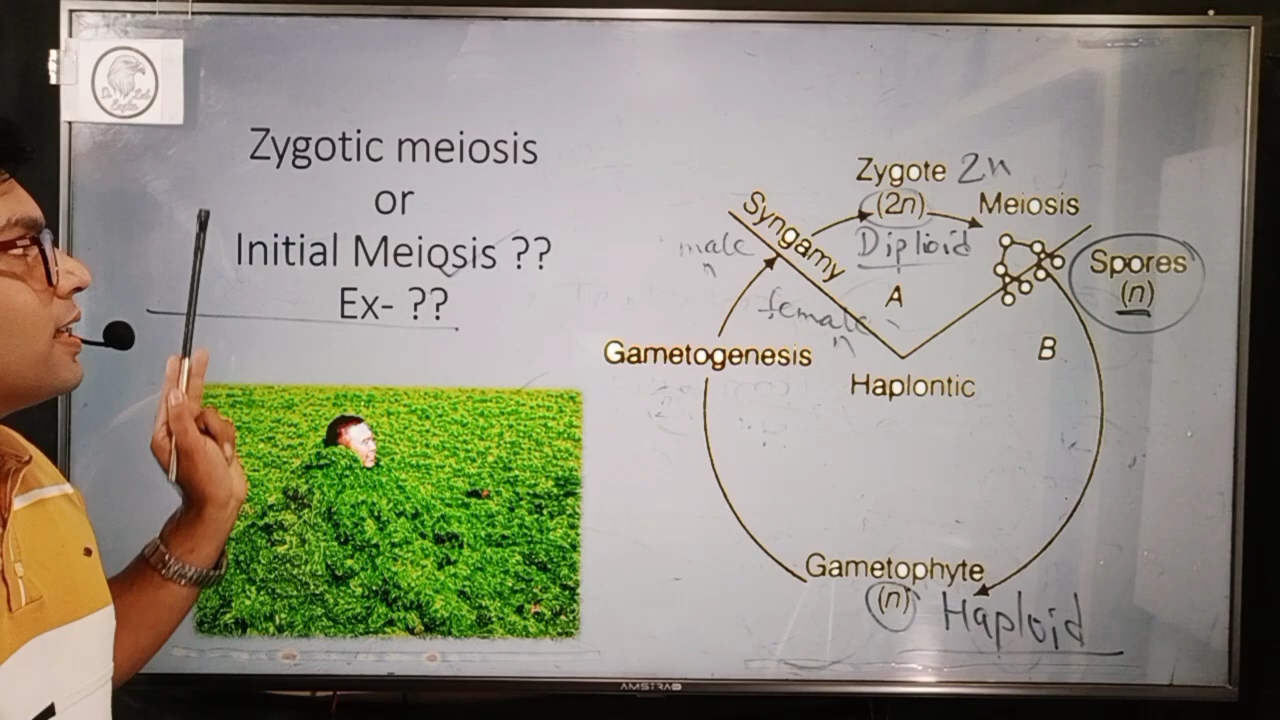 Zygotic meiosis
or
Initial Meiosis ??
Ex- ??
Zygote 2n
(2n)
Meiosis
Syngamy
male
n
Diploid
Spores
(n)
A
female
n
Gametogenesis
B
Haplontic
Gametophyte
(n) Haploid
AMSTRAD